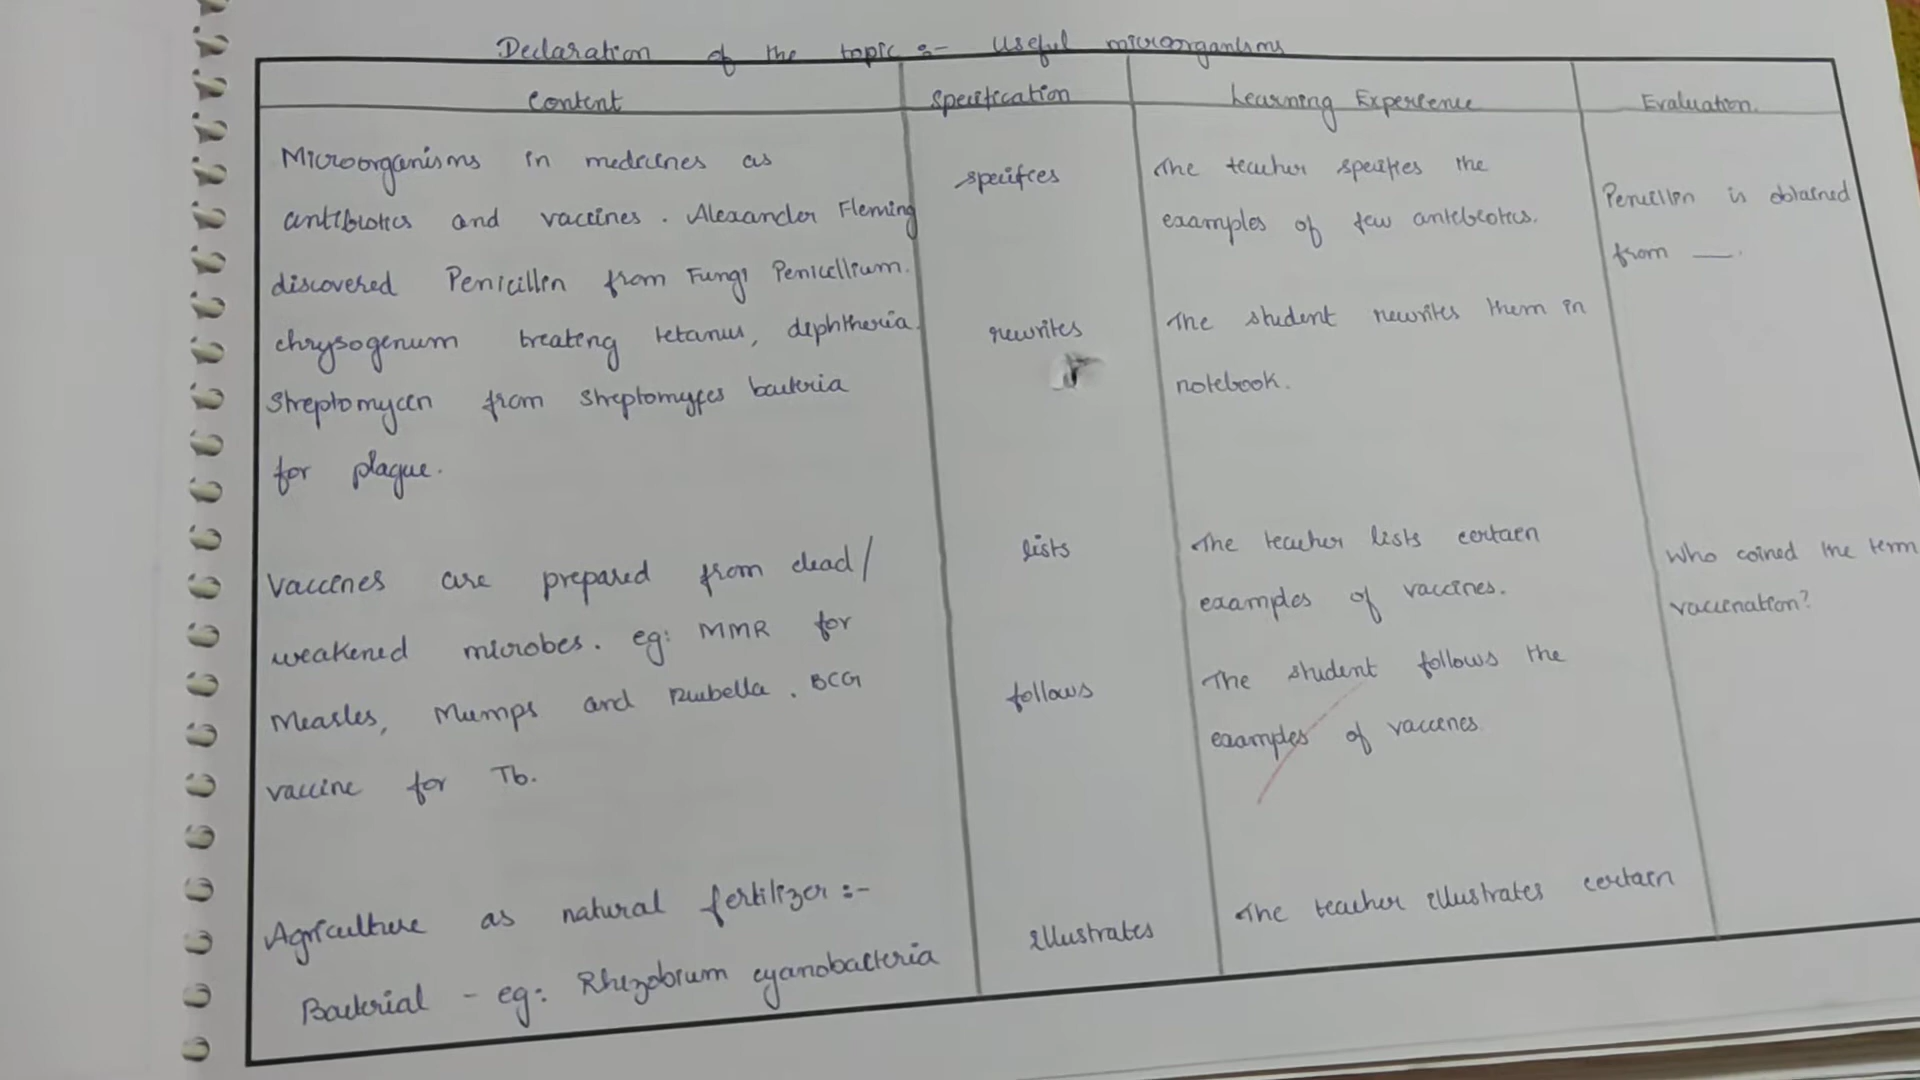 Declaration of the topic :- Useful microorganisms
Content
Specification
Learning Experience
Evaluation.
Microorganisms in medicines as
antibiotics and vaccines. Alexander Fleming
discovered Penicillin from Fungi Penicillium.
chrysogenum treating tetanus, diphtheria.
Streptomycin from Streptomyces bacteria
for plague.
specifies
rewrites
The teacher specifies the
examples of few antibiotics.
The student rewrites them in
notebook.
Penicillin is obtained
from __.
Vaccines are prepared from dead/
weakened microbes. eg: MMR for
Measles, Mumps and Rubella. BCG
vaccine for Tb.
lists
follows
The teacher lists certain
examples of vaccines.
The student follows the
examples of vaccines
Who coined the term
vaccination?
Agriculture as natural fertilizer :-
Bacterial - eg: Rhizobium cyanobacteria
illustrates
The teacher illustrates certain